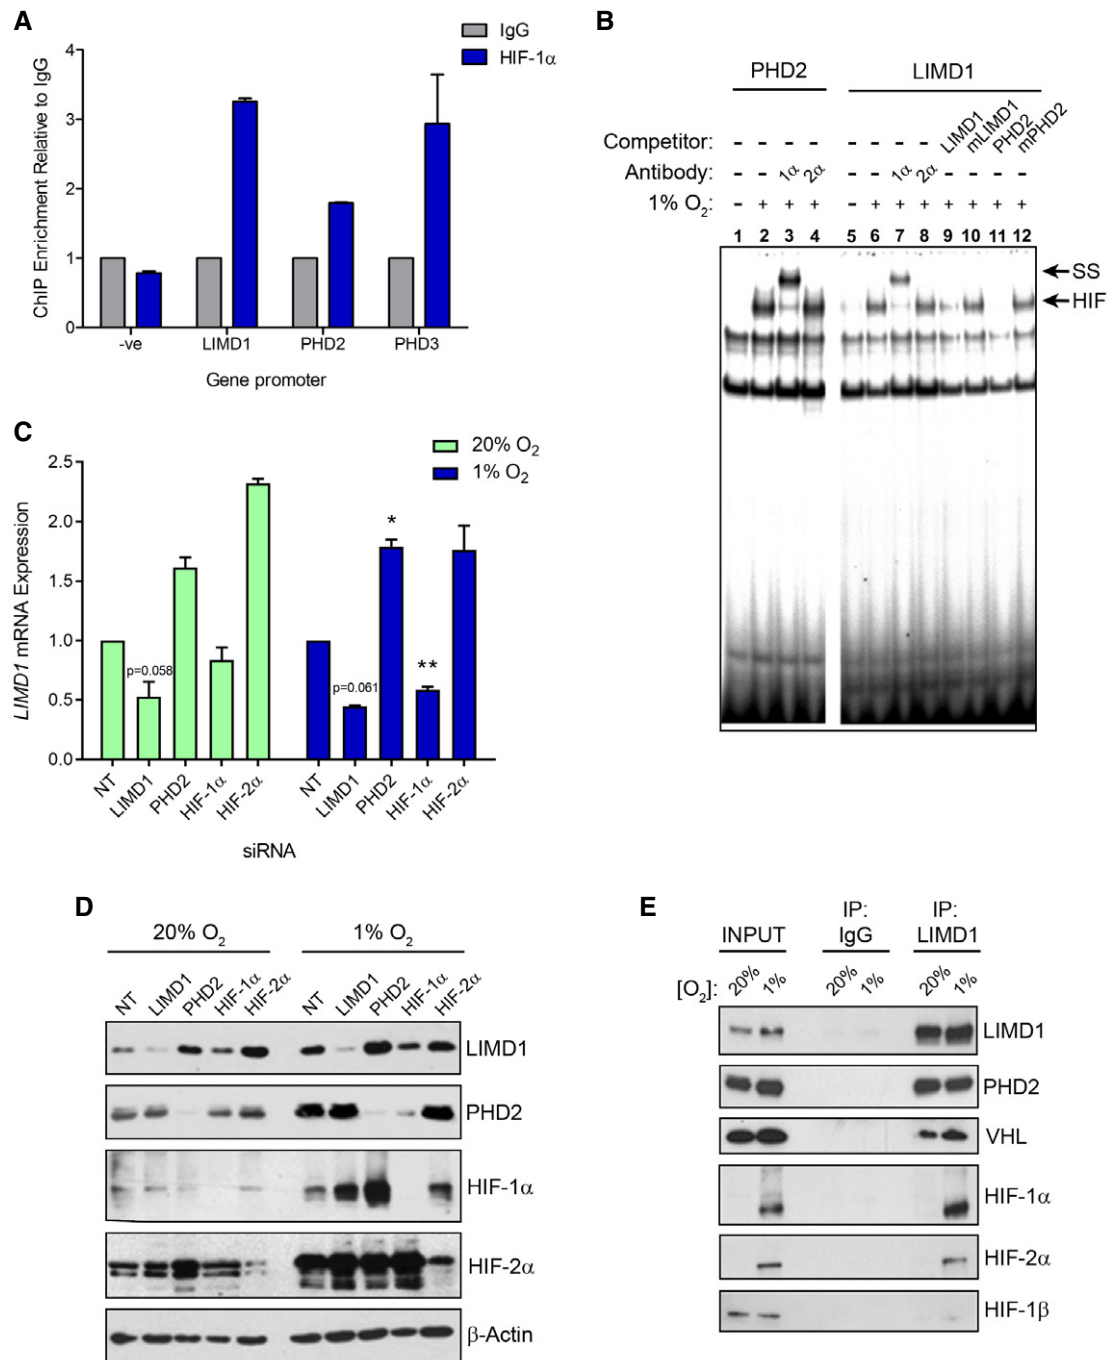 A
IgG
HIF-1α
ChIP Enrichment Relative to IgG
4
3
2
1
0
-ve LIMD1 PHD2 PHD3
Gene promoter
B
PHD2 LIMD1
Competitor: - - - - - - - - LIMD1 mLIMD1 PHD2 mPHD2
Antibody: - - 1α 2α - - 1α 2α - - - -
1% O2: - + + + - + + + + + + +
1 2 3 4 5 6 7 8 9 10 11 12
SS
HIF
C
20% O2
1% O2
LIMD1 mRNA Expression
2.5
2.0
1.5
1.0
0.5
0.0
p=0.058
p=0.061
*
**
NT LIMD1 PHD2 HIF-1α HIF-2α NT LIMD1 PHD2 HIF-1α HIF-2α
siRNA
D
20% O2 1% O2
NT LIMD1 PHD2 HIF-1α HIF-2α NT LIMD1 PHD2 HIF-1α HIF-2α
LIMD1
PHD2
HIF-1α
HIF-2α
β-Actin
E
INPUT IP: IgG IP: LIMD1
[O2]: 20% 1% 20% 1% 20% 1%
LIMD1
PHD2
VHL
HIF-1α
HIF-2α
HIF-1β